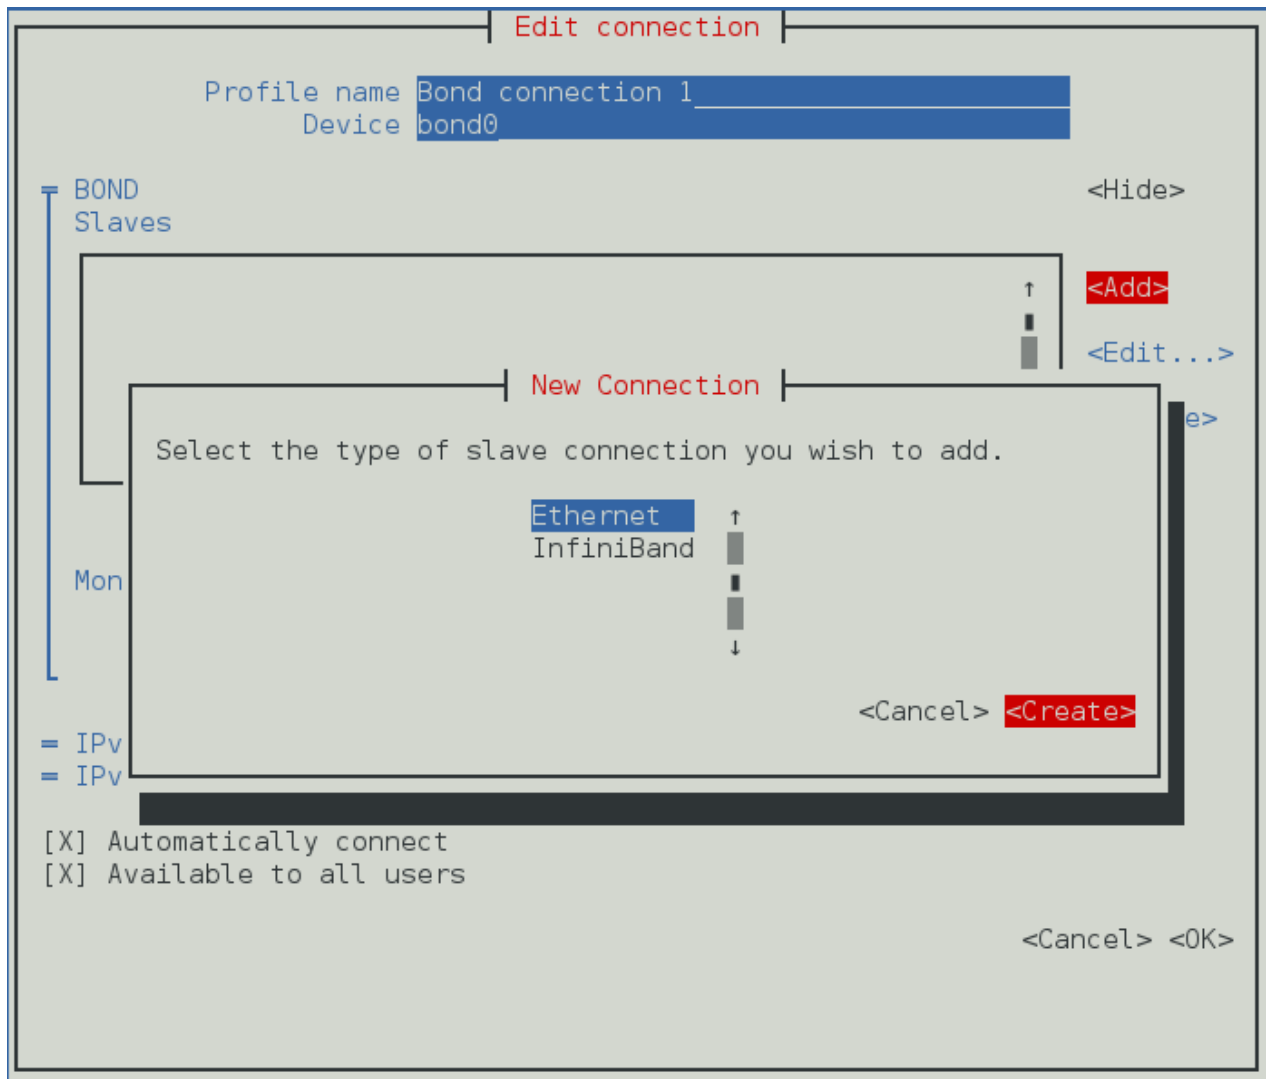 Edit connection
Profile name Bond connection 1
Device bond0
BOND <Hide>
Slaves
↑ <Add>
<Edit...>
New Connection
e>
Select the type of slave connection you wish to add.
Ethernet ↑
InfiniBand
Mon
↓
<Cancel> <Create>
= IPv
= IPv
[X] Automatically connect
[X] Available to all users
<Cancel> <OK>